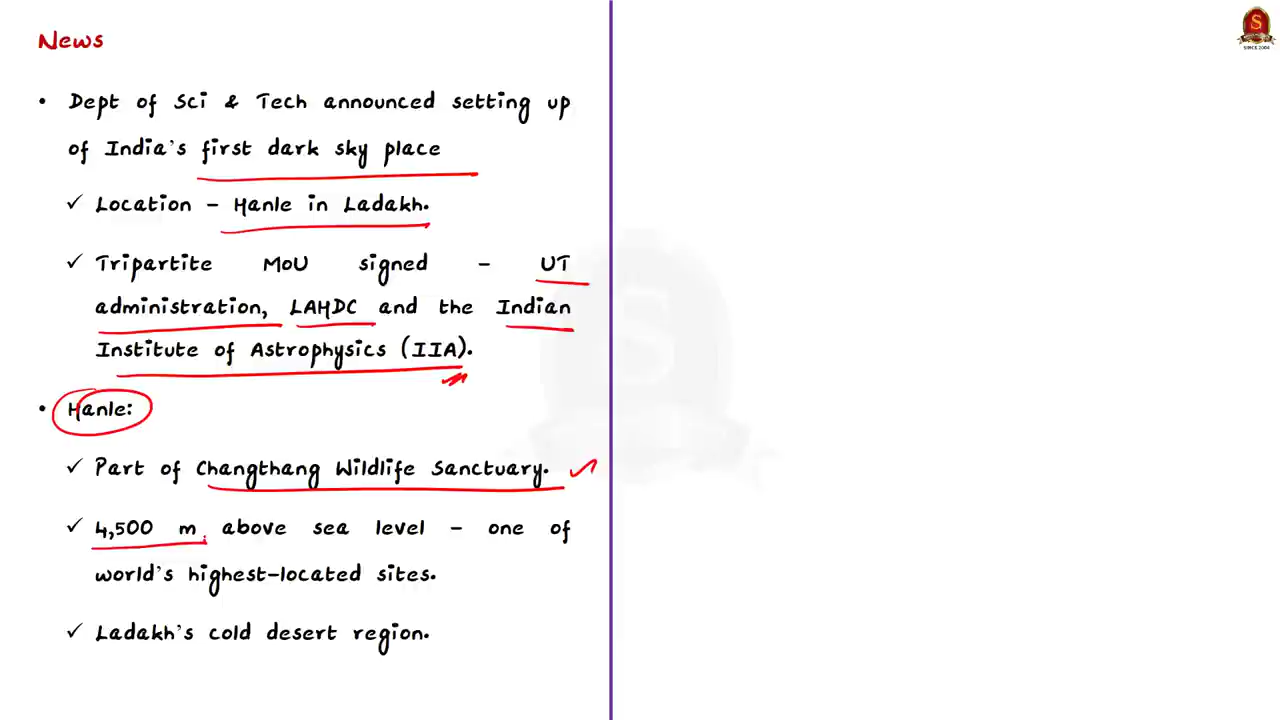 News
• Dept of Sci & Tech announced setting up
of India's first dark sky place
✓ Location - Hanle in Ladakh.
✓ Tripartite MoU signed - UT
administration, LAHDC and the Indian
Institute of Astrophysics (IIA).
• Hanle:
✓ Part of Changthang Wildlife Sanctuary.
✓ 4,500 m above sea level - one of
world's highest-located sites.
✓ Ladakh's cold desert region.
S
SINCE 2004